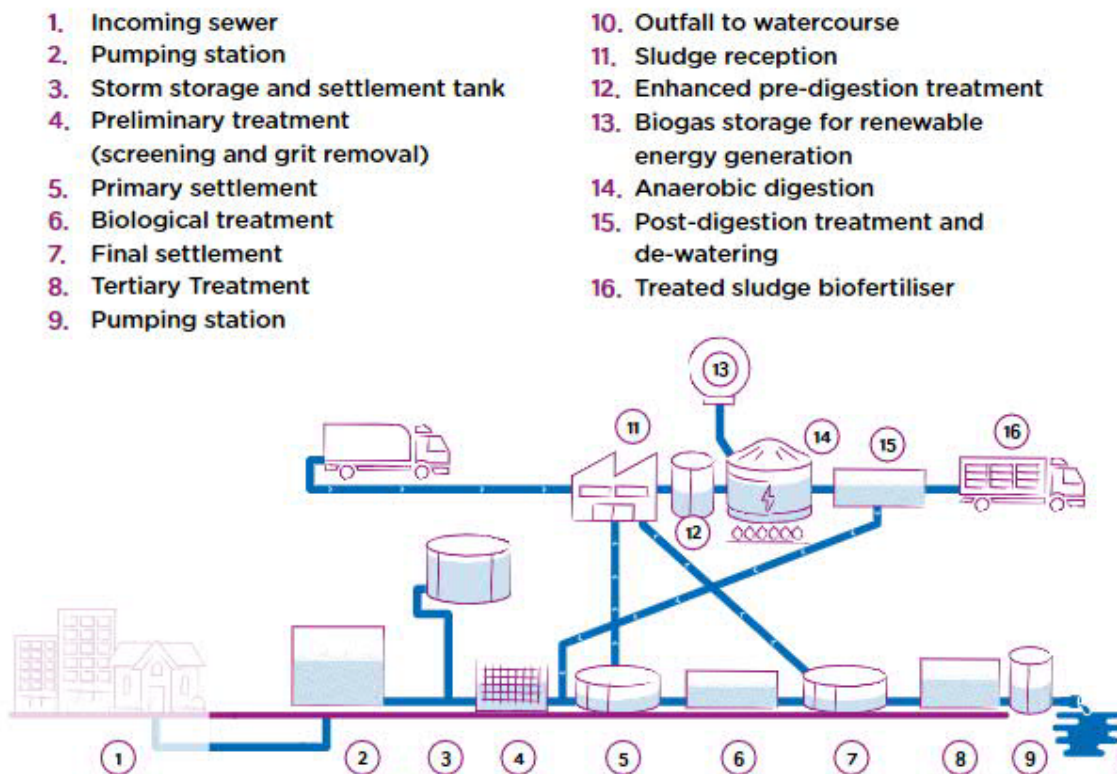 1. Incoming sewer
2. Pumping station
3. Storm storage and settlement tank
4. Preliminary treatment
(screening and grit removal)
5. Primary settlement
6. Biological treatment
7. Final settlement
8. Tertiary Treatment
9. Pumping station
10. Outfall to watercourse
11. Sludge reception
12. Enhanced pre-digestion treatment
13. Biogas storage for renewable
energy generation
14. Anaerobic digestion
15. Post-digestion treatment and
de-watering
16. Treated sludge biofertiliser
13
11
14
15
16
12
1
2
3
4
5
6
7
8
9